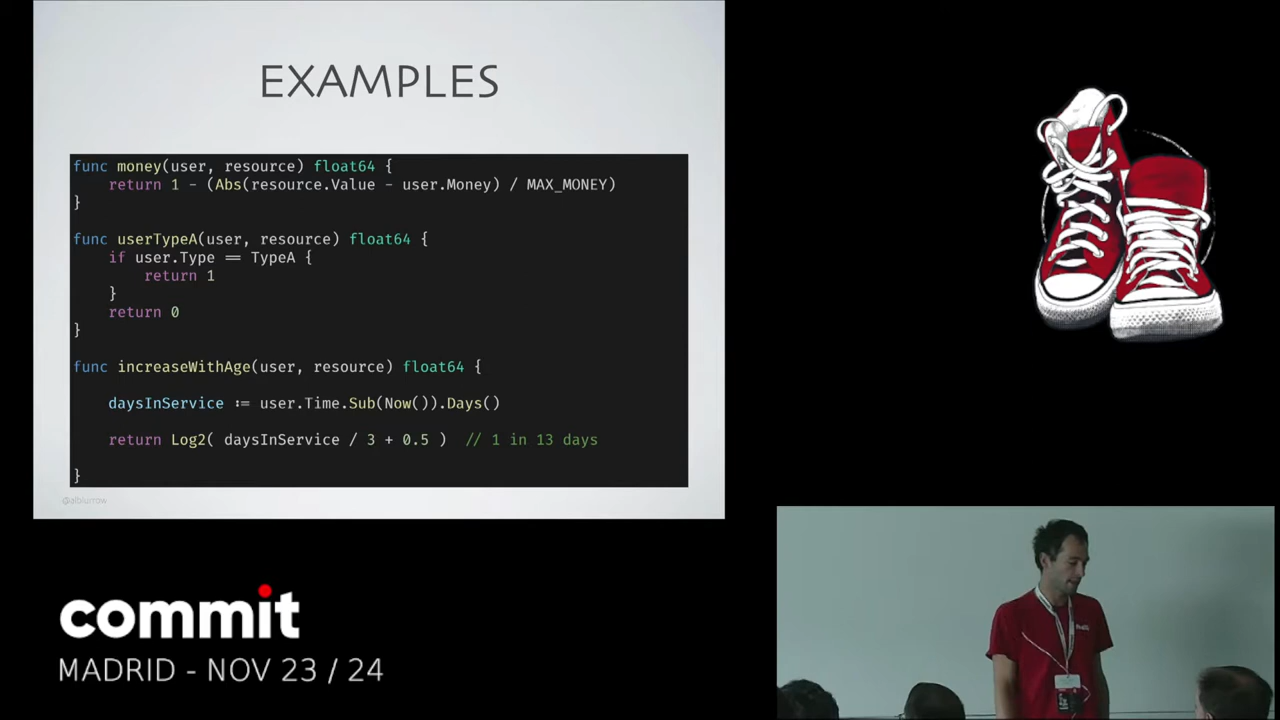 EXAMPLES
func money(user, resource) float64 {
    return 1 - (Abs(resource.Value - user.Money) / MAX_MONEY)
}
func userTypeA(user, resource) float64 {
    if user.Type == TypeA {
        return 1
    }
    return 0
}
func increaseWithAge(user, resource) float64 {
    daysInService := user.Time.Sub(Now()).Days()
    return Log2( daysInService / 3 + 0.5 )  // 1 in 13 days
}
commit
MADRID - NOV 23 / 24